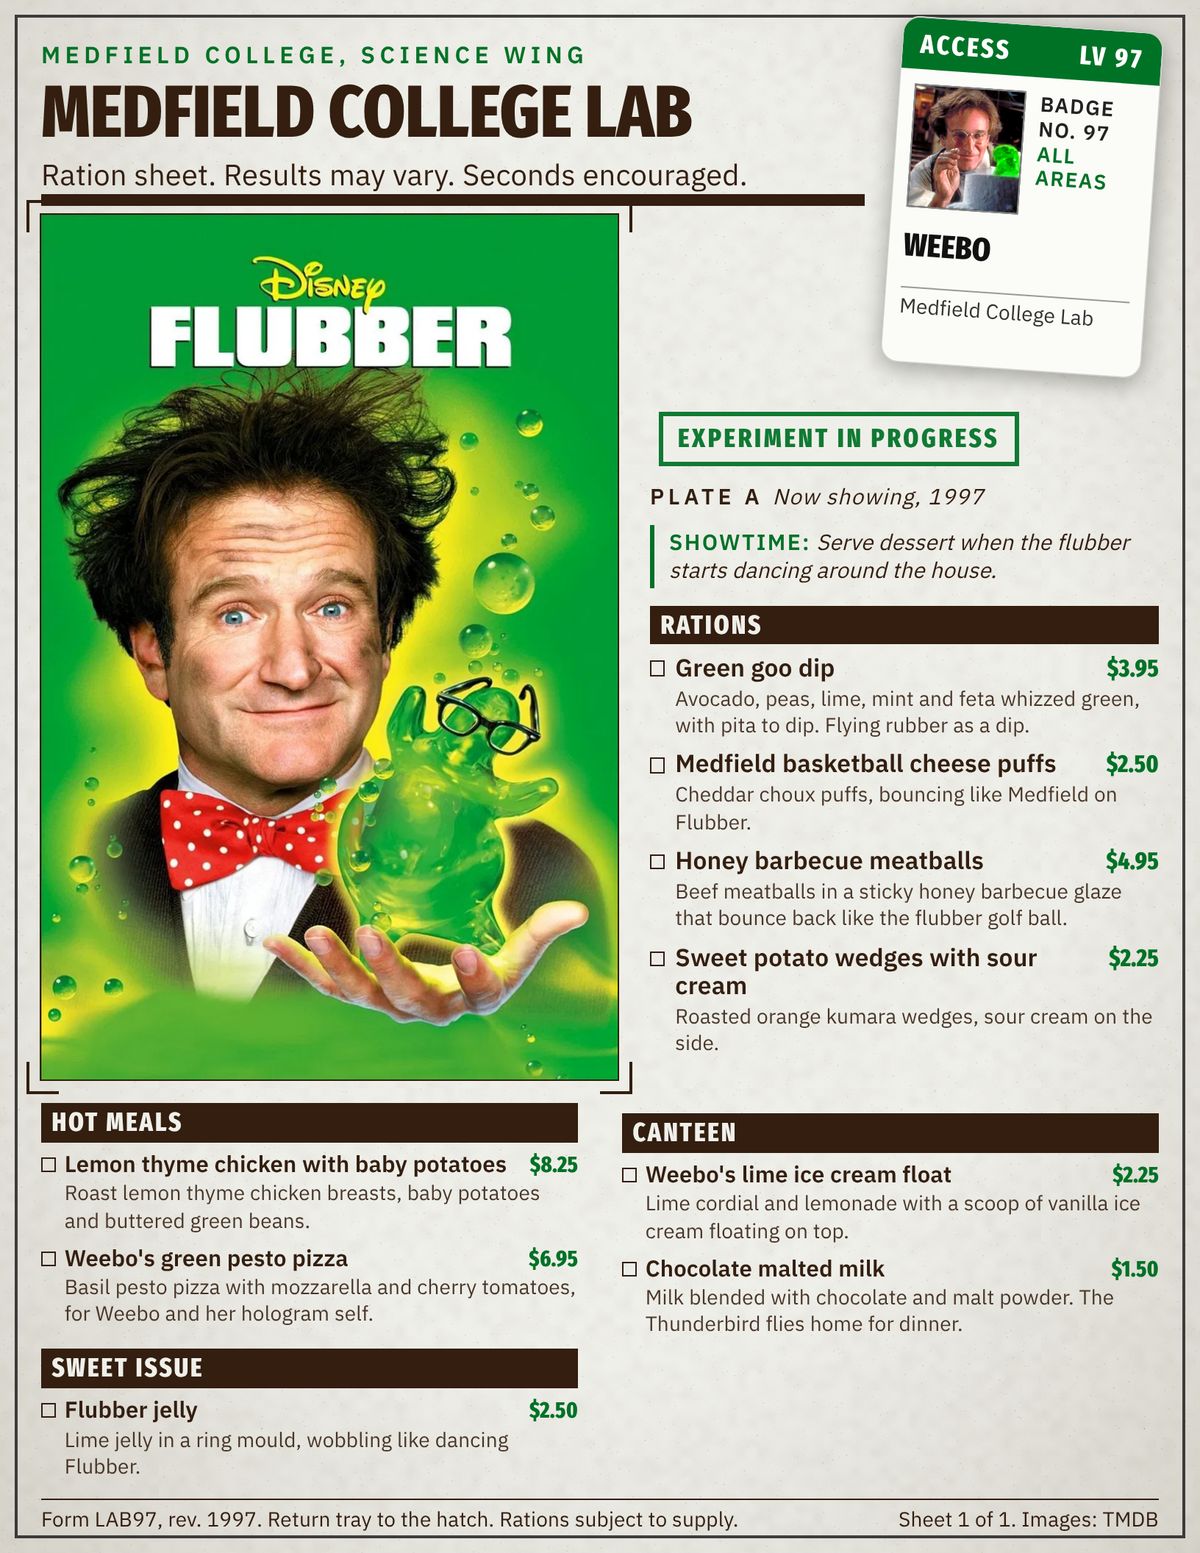 MEDFIELD COLLEGE, SCIENCE WING
MEDFIELD COLLEGE LAB
Ration sheet. Results may vary. Seconds encouraged.
ACCESS LV 97
BADGE
NO. 97
ALL
AREAS
WEEBO
Medfield College Lab
Disney
FLUBBER
EXPERIMENT IN PROGRESS
PLATE A Now showing, 1997
SHOWTIME: Serve dessert when the flubber
starts dancing around the house.
RATIONS
Green goo dip $3.95
Avocado, peas, lime, mint and feta whizzed green,
with pita to dip. Flying rubber as a dip.
Medfield basketball cheese puffs $2.50
Cheddar choux puffs, bouncing like Medfield on
Flubber.
Honey barbecue meatballs $4.95
Beef meatballs in a sticky honey barbecue glaze
that bounce back like the flubber golf ball.
Sweet potato wedges with sour $2.25
cream
Roasted orange kumara wedges, sour cream on the
side.
HOT MEALS
Lemon thyme chicken with baby potatoes $8.25
Roast lemon thyme chicken breasts, baby potatoes
and buttered green beans.
Weebo's green pesto pizza $6.95
Basil pesto pizza with mozzarella and cherry tomatoes,
for Weebo and her hologram self.
SWEET ISSUE
Flubber jelly $2.50
Lime jelly in a ring mould, wobbling like dancing
Flubber.
CANTEEN
Weebo's lime ice cream float $2.25
Lime cordial and lemonade with a scoop of vanilla ice
cream floating on top.
Chocolate malted milk $1.50
Milk blended with chocolate and malt powder. The
Thunderbird flies home for dinner.
Form LAB97, rev. 1997. Return tray to the hatch. Rations subject to supply.
Sheet 1 of 1. Images: TMDB